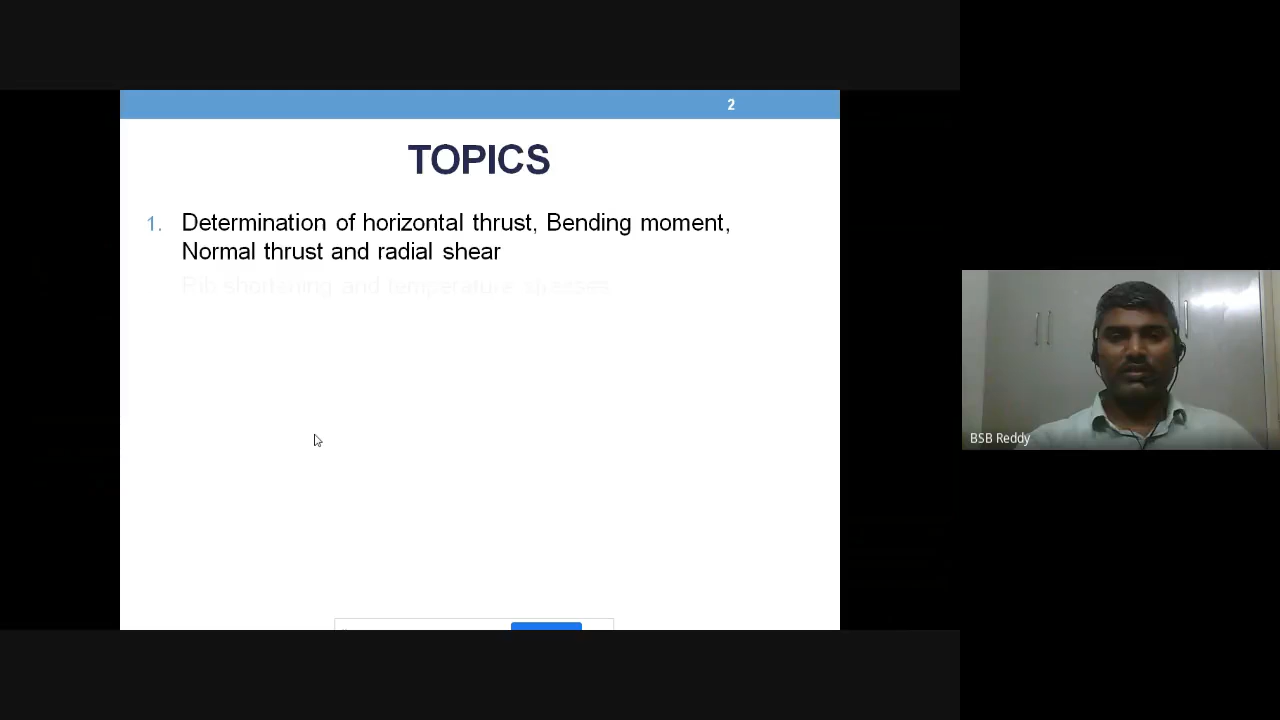 2
TOPICS
1. Determination of horizontal thrust, Bending moment,
Normal thrust and radial shear
Rib shortening and temperature stresses
BSB Reddy